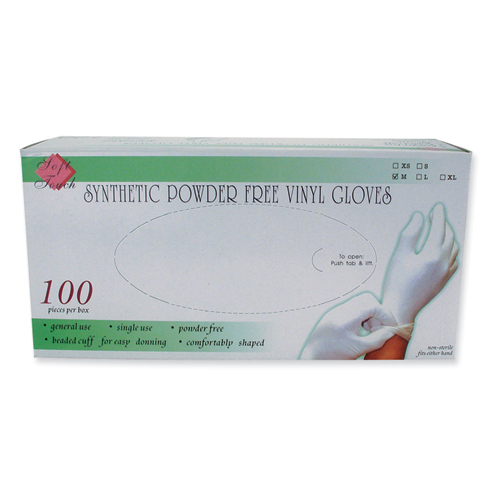 Soft
Touch
XS S
M L XL
SYNTHETIC POWDER FREE VINYL GLOVES
To open:
Push tab & lift.
100
pieces per box
• general use • single use • powder free
• beaded cuff for easy donning • comfortably shaped
non-sterile
fits either hand